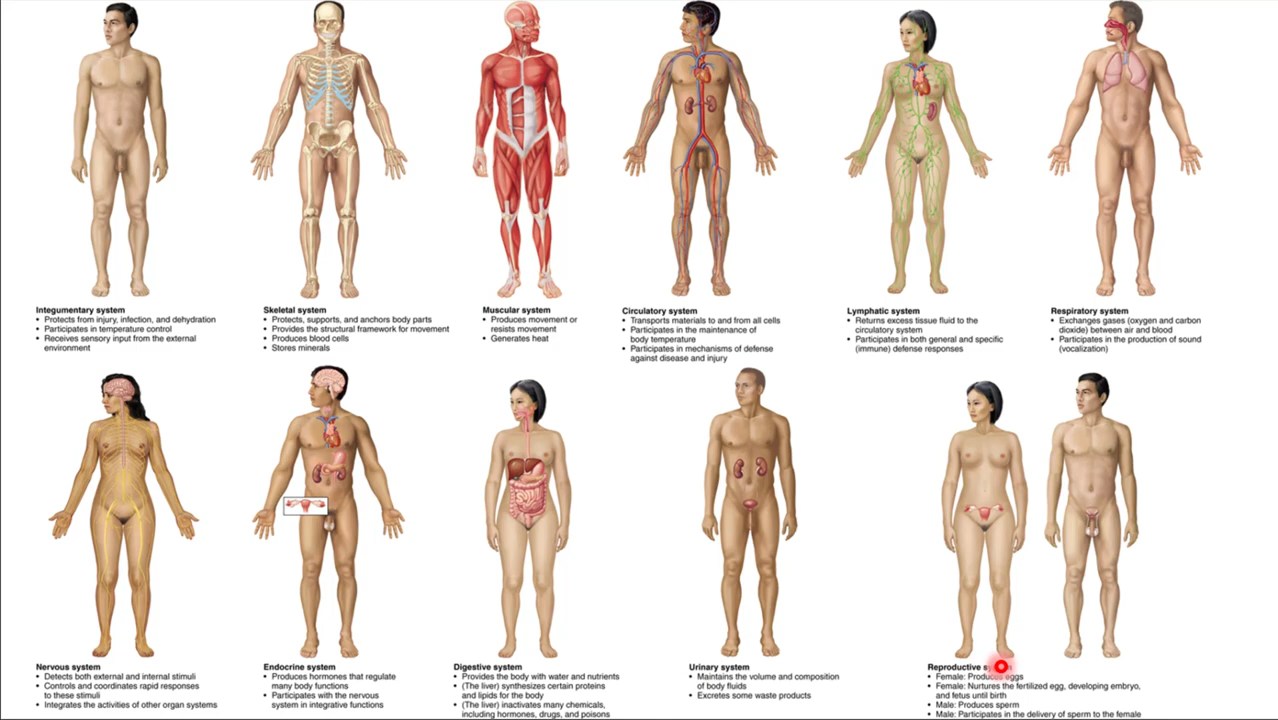 Integumentary system
• Protects from injury, infection, and dehydration
• Participates in temperature control
• Receives sensory input from the external
environment
Skeletal system
• Protects, supports, and anchors body parts
• Provides the structural framework for movement
• Produces blood cells
• Stores minerals
Muscular system
• Produces movement or
resists movement
• Generates heat
Circulatory system
• Transports materials to and from all cells
• Participates in the maintenance of
body temperature
• Participates in mechanisms of defense
against disease and injury
Lymphatic system
• Returns excess tissue fluid to the
circulatory system
• Participates in both general and specific
(immune) defense responses
Respiratory system
• Exchanges gases (oxygen and carbon
dioxide) between air and blood
• Participates in the production of sound
(vocalization)
Nervous system
• Detects both external and internal stimuli
• Controls and coordinates rapid responses
to these stimuli
• Integrates the activities of other organ systems
Endocrine system
• Produces hormones that regulate
many body functions
• Participates with the nervous
system in integrative functions
Digestive system
• Provides the body with water and nutrients
• (The liver) synthesizes certain proteins
and lipids for the body
• (The liver) inactivates many chemicals,
including hormones, drugs, and poisons
Urinary system
• Maintains the volume and composition
of body fluids
• Excretes some waste products
Reproductive
• Female: Produces eggs
• Female: Nurtures the fertilized egg, developing embryo,
and fetus until birth
• Male: Produces sperm
• Male: Participates in the delivery of sperm to the female